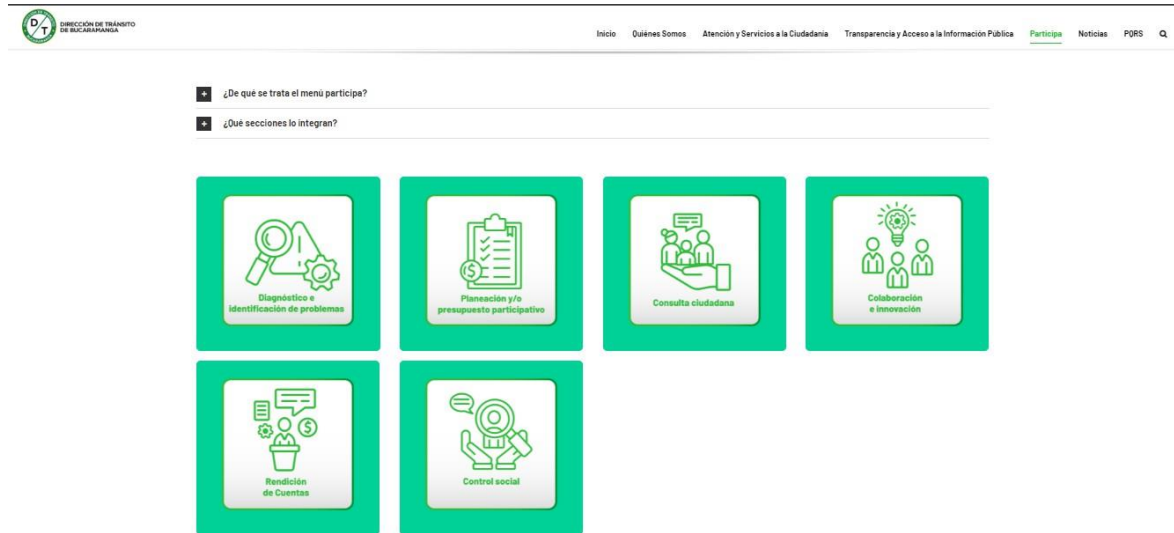 DIRECCIÓN DE TRÁNSITO
DE BUCARAMANGA
Inicio Quiénes Somos Atención y Servicios a la Ciudadanía Transparencia y Acceso a la Información Pública Participa Noticias PQRS
¿De qué se trata el menú participa?
¿Qué secciones lo integran?
Diagnóstico e
identificación de problemas
Planeación y/o
presupuesto participativo
Consulta ciudadana
Colaboración
e innovación
Rendición
de Cuentas
Control social